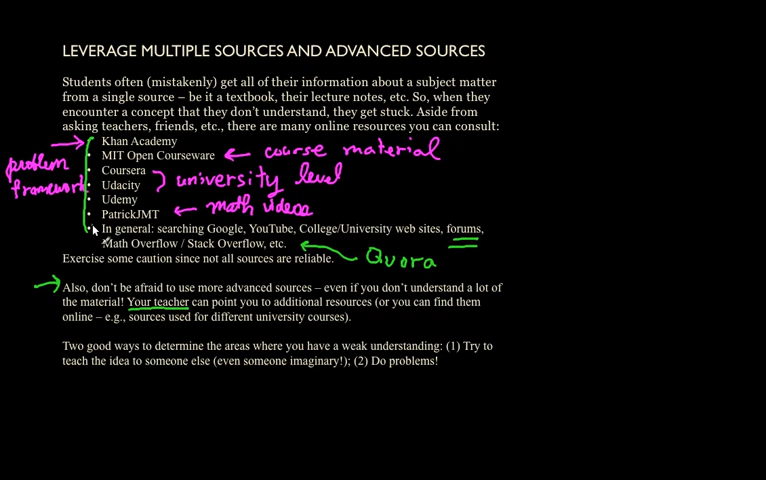 LEVERAGE MULTIPLE SOURCES AND ADVANCED SOURCES
Students often (mistakenly) get all of their information about a subject matter
from a single source – be it a textbook, their lecture notes, etc. So, when they
encounter a concept that they don't understand, they get stuck. Aside from
asking teachers, friends, etc., there are many online resources you can consult:
problem
framework
• Khan Academy
• MIT Open Courseware course material
• Coursera
• Udacity university level
• Udemy
• PatrickJMT math videos
• In general: searching Google, YouTube, College/University web sites, forums,
Math Overflow / Stack Overflow, etc.
Quora
Exercise some caution since not all sources are reliable.
Also, don't be afraid to use more advanced sources – even if you don't understand a lot of
the material! Your teacher can point you to additional resources (or you can find them
online – e.g., sources used for different university courses).
Two good ways to determine the areas where you have a weak understanding: (1) Try to
teach the idea to someone else (even someone imaginary!); (2) Do problems!